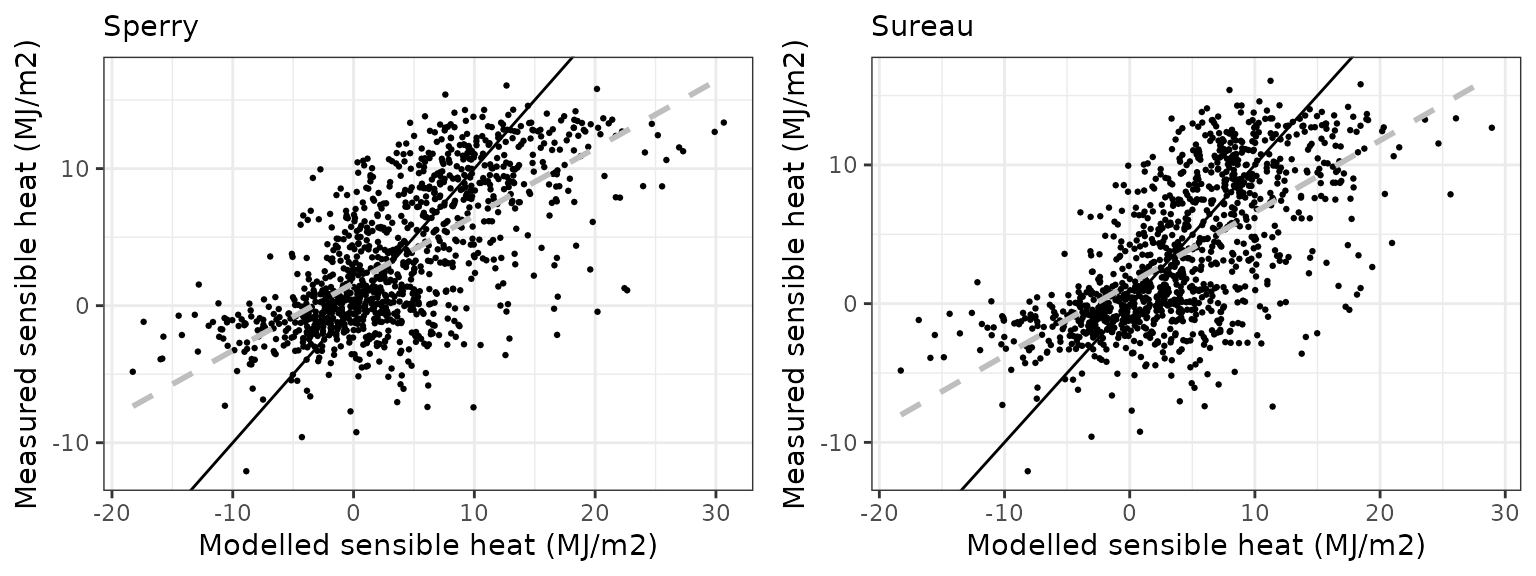 Sperry
Measured sensible heat (MJ/m2)
10
0
-10
-20 -10 0 10 20 30
Modelled sensible heat (MJ/m2)
Sureau
Measured sensible heat (MJ/m2)
10
0
-10
-20 -10 0 10 20 30
Modelled sensible heat (MJ/m2)